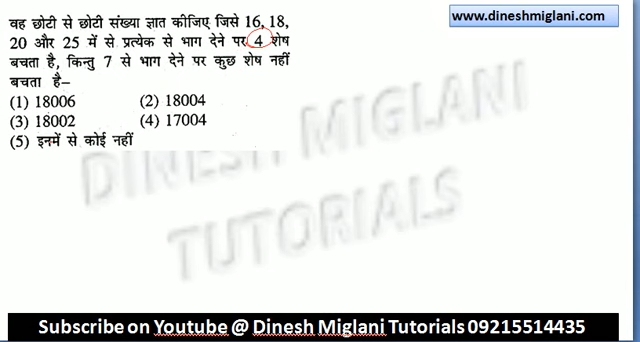 www.dineshmiglani.com
वह छोटी से छोटी संख्या ज्ञात कीजिए जिसे 16, 18,
20 और 25 में से प्रत्येक से भाग देने पर 4 शेष
बचता है, किन्तु 7 से भाग देने पर कुछ शेष नहीं
बचता है–
(1) 18006 (2) 18004
(3) 18002 (4) 17004
(5) इनमें से कोई नहीं
DINESH MIGLANI
TUTORIALS
Subscribe on Youtube @ Dinesh Miglani Tutorials 09215514435